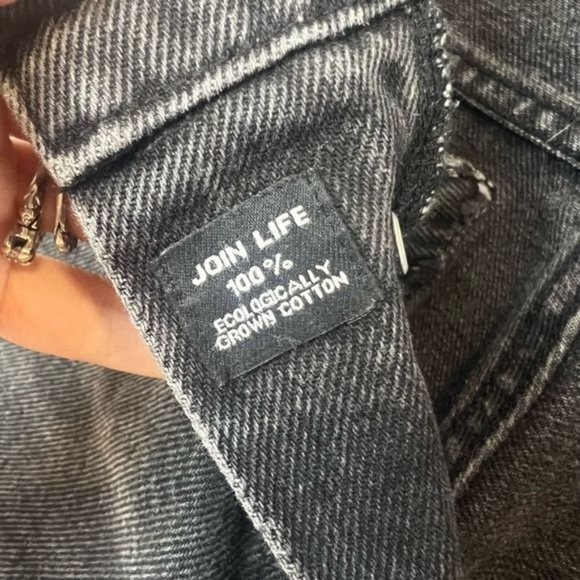 JOIN LIFE
100%
ECOLOGICALLY
GROWN COTTON